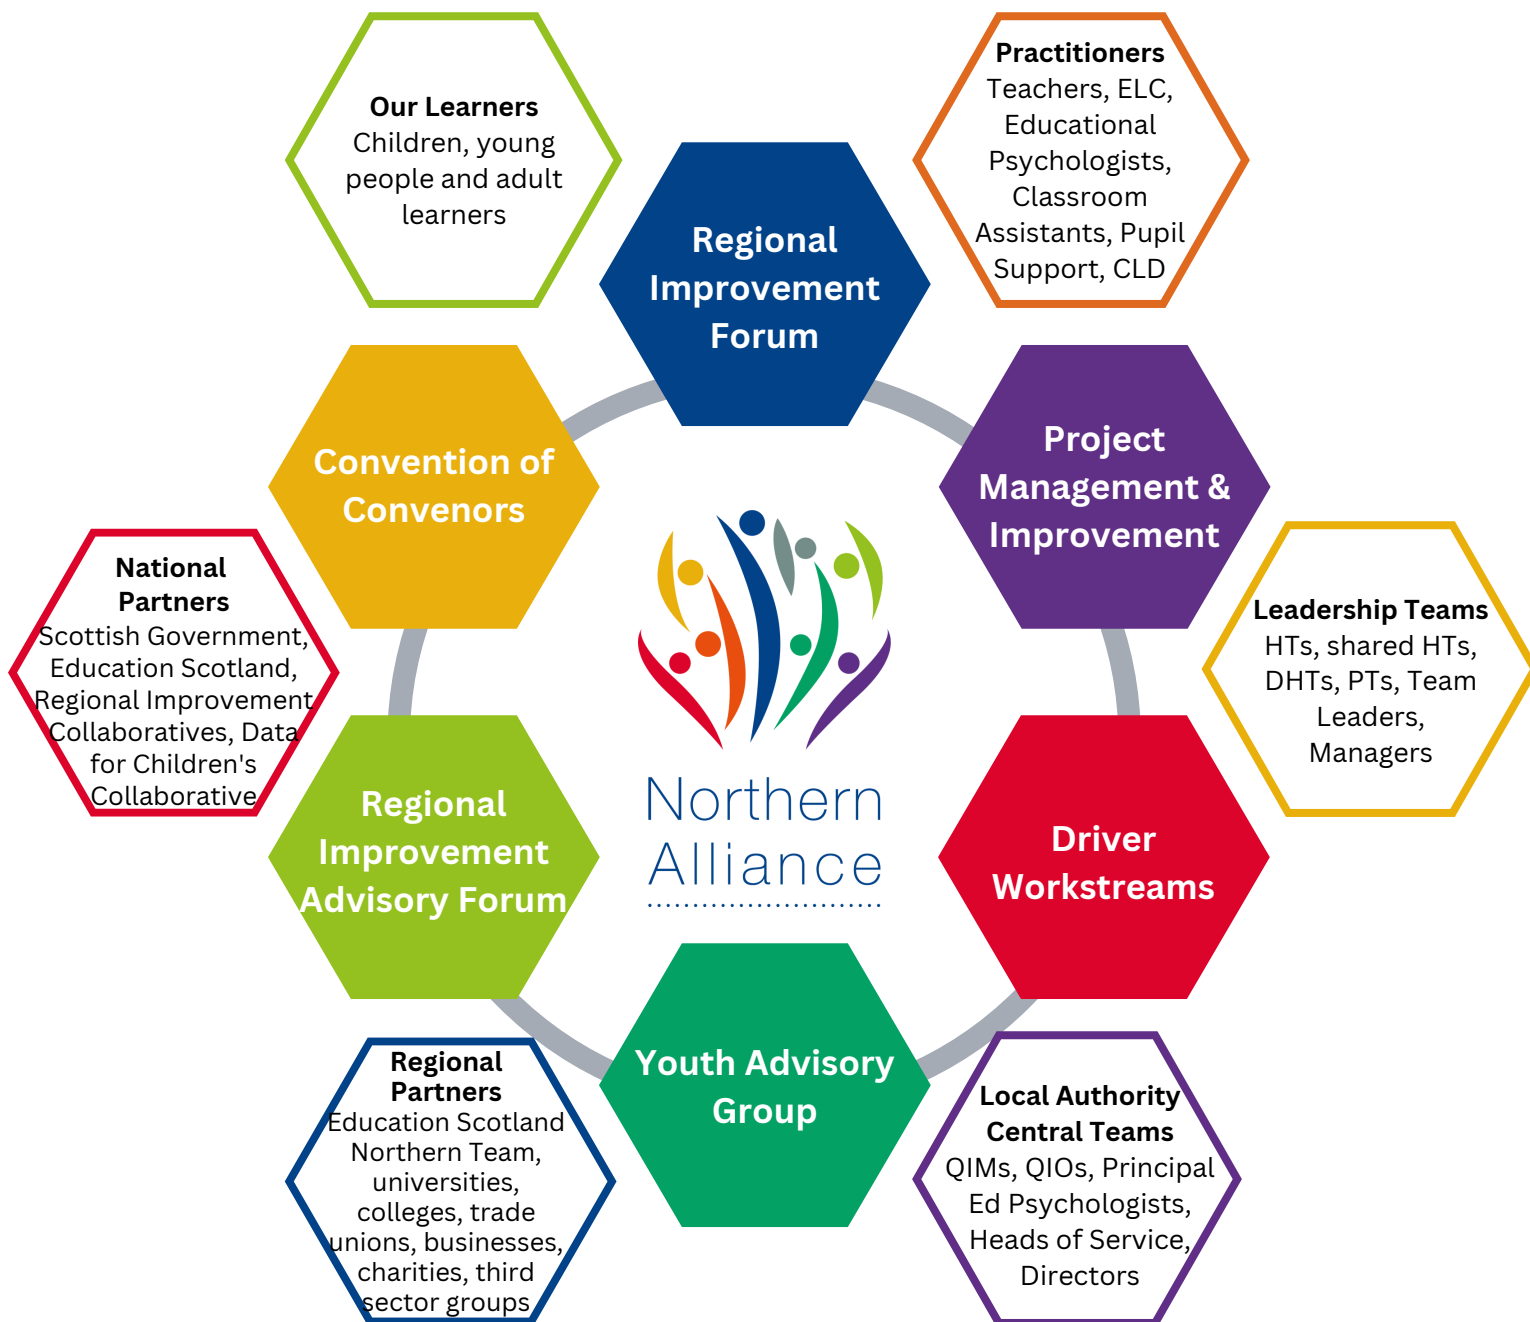 Our Learners
Children, young
people and adult
learners
Practitioners
Teachers, ELC,
Educational
Psychologists,
Classroom
Assistants, Pupil
Support, CLD
Regional
Improvement
Forum
Convention of
Convenors
Project
Management &
Improvement
National
Partners
Scottish Government,
Education Scotland,
Regional Improvement
Collaboratives, Data
for Children's
Collaborative
Leadership Teams
HTs, shared HTs,
DHTs, PTs, Team
Leaders,
Managers
Northern
Alliance
Regional
Improvement
Advisory Forum
Driver
Workstreams
Youth Advisory
Group
Regional
Partners
Education Scotland
Northern Team,
universities,
colleges, trade
unions, businesses,
charities, third
sector groups
Local Authority
Central Teams
QIMs, QIOs, Principal
Ed Psychologists,
Heads of Service,
Directors